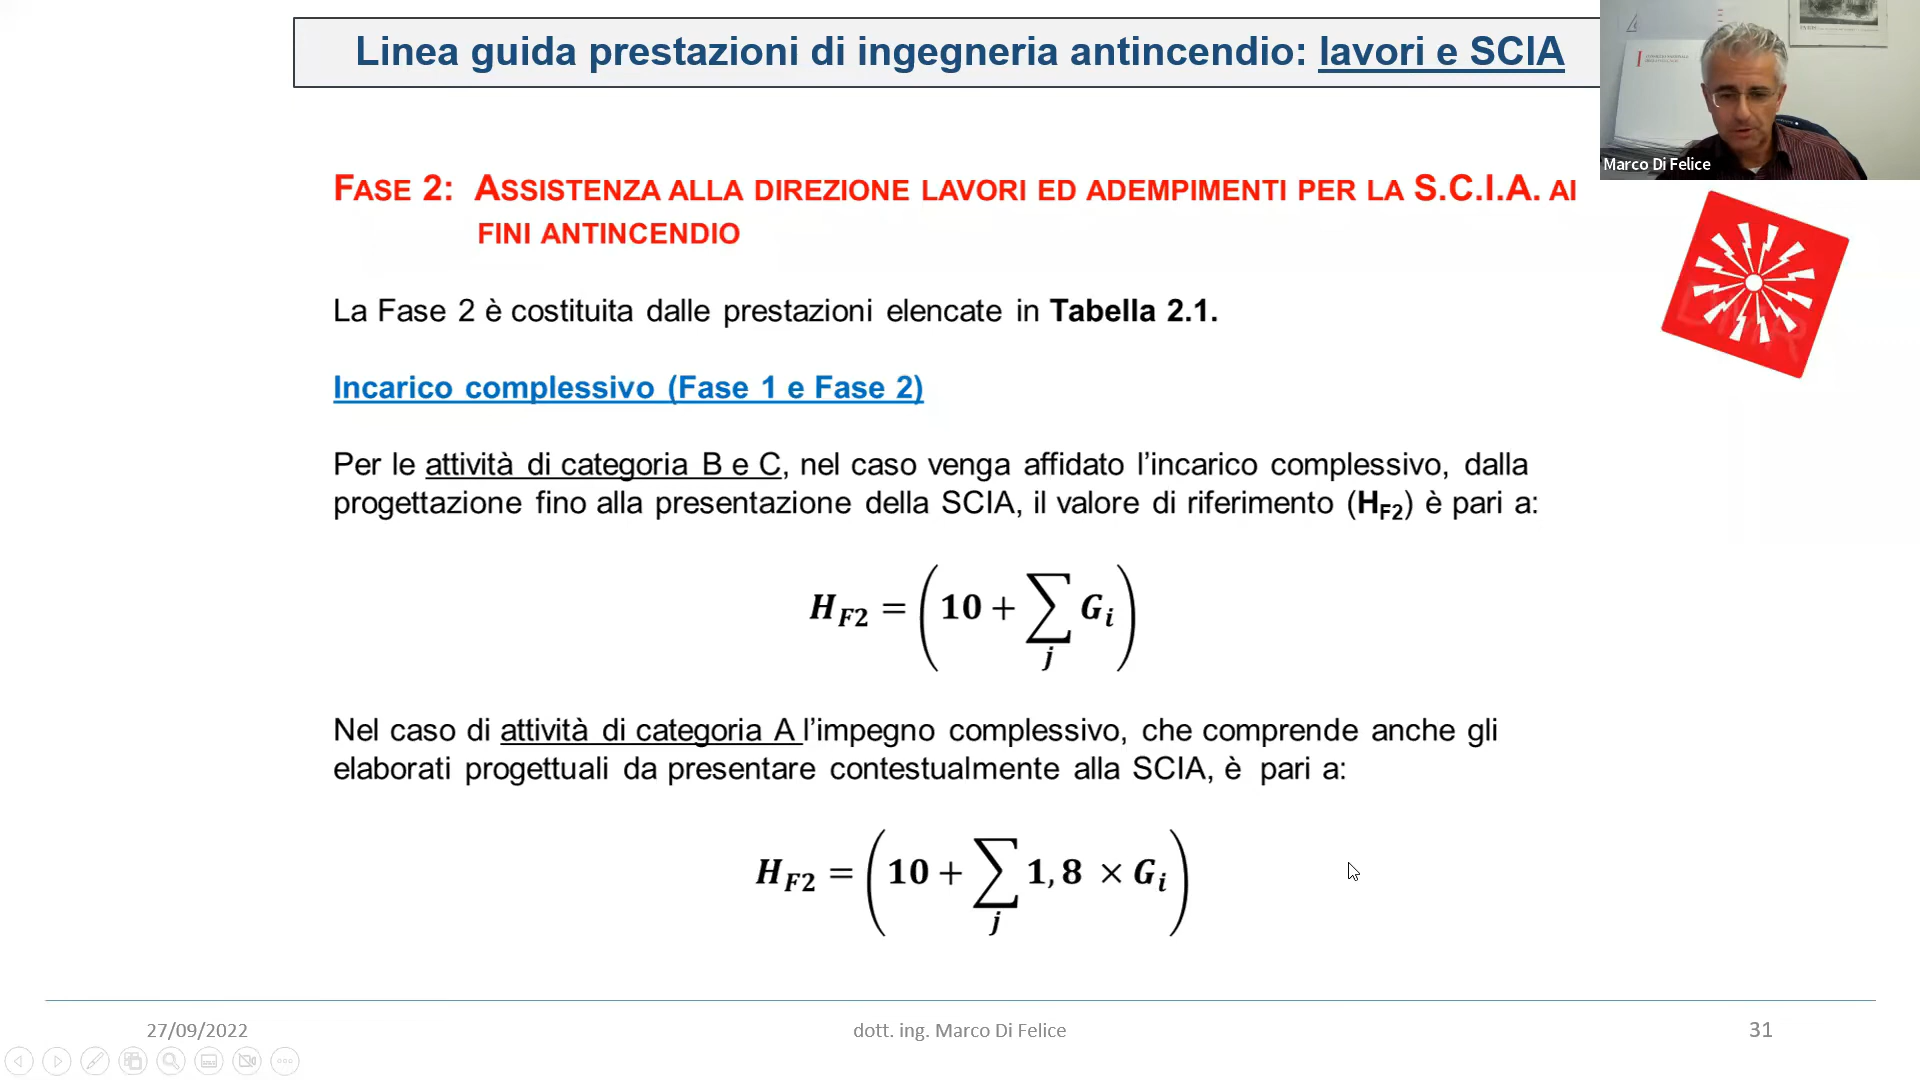 Linea guida prestazioni di ingegneria antincendio: lavori e SCIA
Marco Di Felice
FASE 2: ASSISTENZA ALLA DIREZIONE LAVORI ED ADEMPIMENTI PER LA S.C.I.A. AI
FINI ANTINCENDIO
La Fase 2 è costituita dalle prestazioni elencate in Tabella 2.1.
Incarico complessivo (Fase 1 e Fase 2)
Per le attività di categoria B e C, nel caso venga affidato l’incarico complessivo, dalla
progettazione fino alla presentazione della SCIA, il valore di riferimento (HF2) è pari a:
HF2 = (10 + ∑j Gi)
Nel caso di attività di categoria A l’impegno complessivo, che comprende anche gli
elaborati progettuali da presentare contestualmente alla SCIA, è pari a:
HF2 = (10 + ∑j 1,8 × Gi)
27/09/2022
dott. ing. Marco Di Felice
31